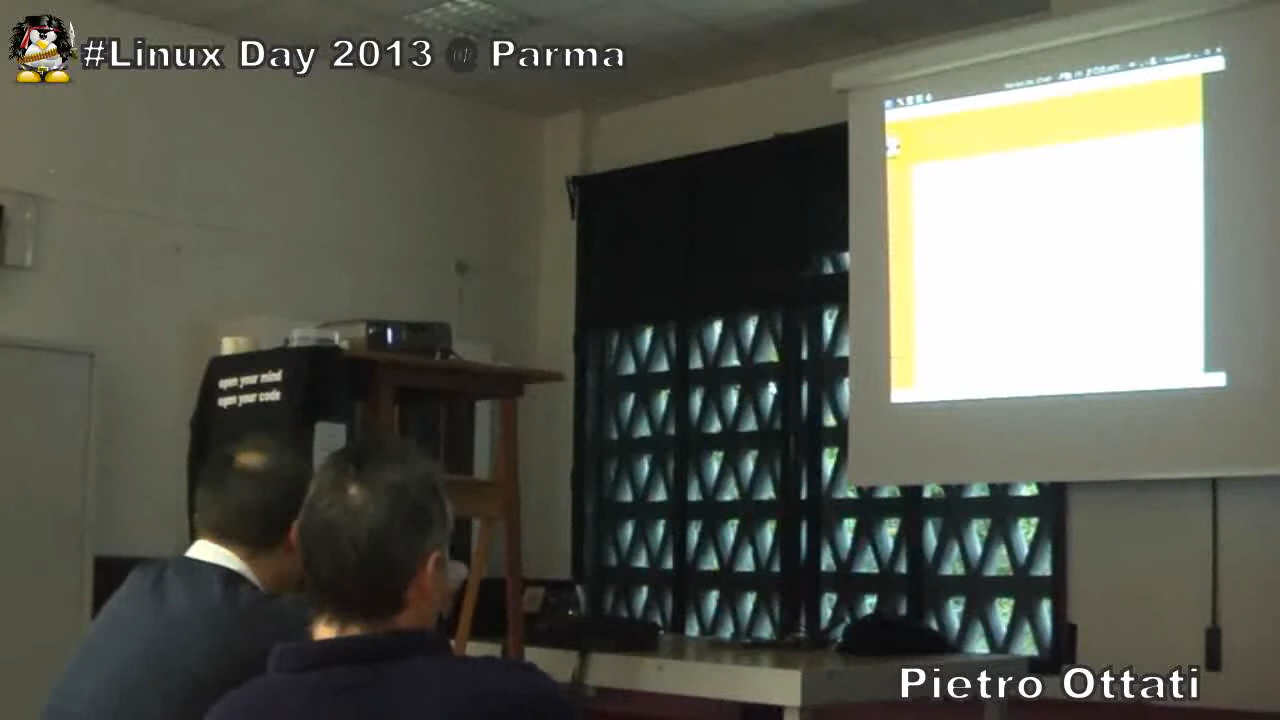 #Linux Day 2013 @ Parma
open your mind
open your code
Pietro Ottati